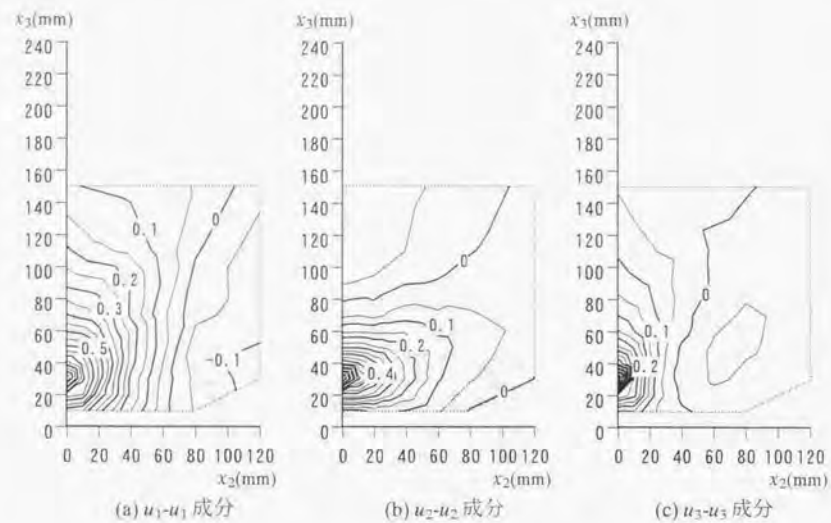 x3(mm) x3(mm) x3(mm)
240 240 240
220 220 220
200 200 200
180 180 180
160 160 160
140 140 140
120 0.1 0 120 120
100 0.2 100 0 100 0
80 0.3 80 80
60 0.5 60 0.1 60 0.1
40 -0.1 40 0.2 40 0.2
20 20 0.4 0 20
0 0 0
0 20 40 60 80 100 120 0 20 40 60 80 100 120 0 20 40 60 80 100 120
x2(mm) x2(mm) x2(mm)
(a) u1-u1 成分 (b) u2-u2 成分 (c) u3-u3 成分